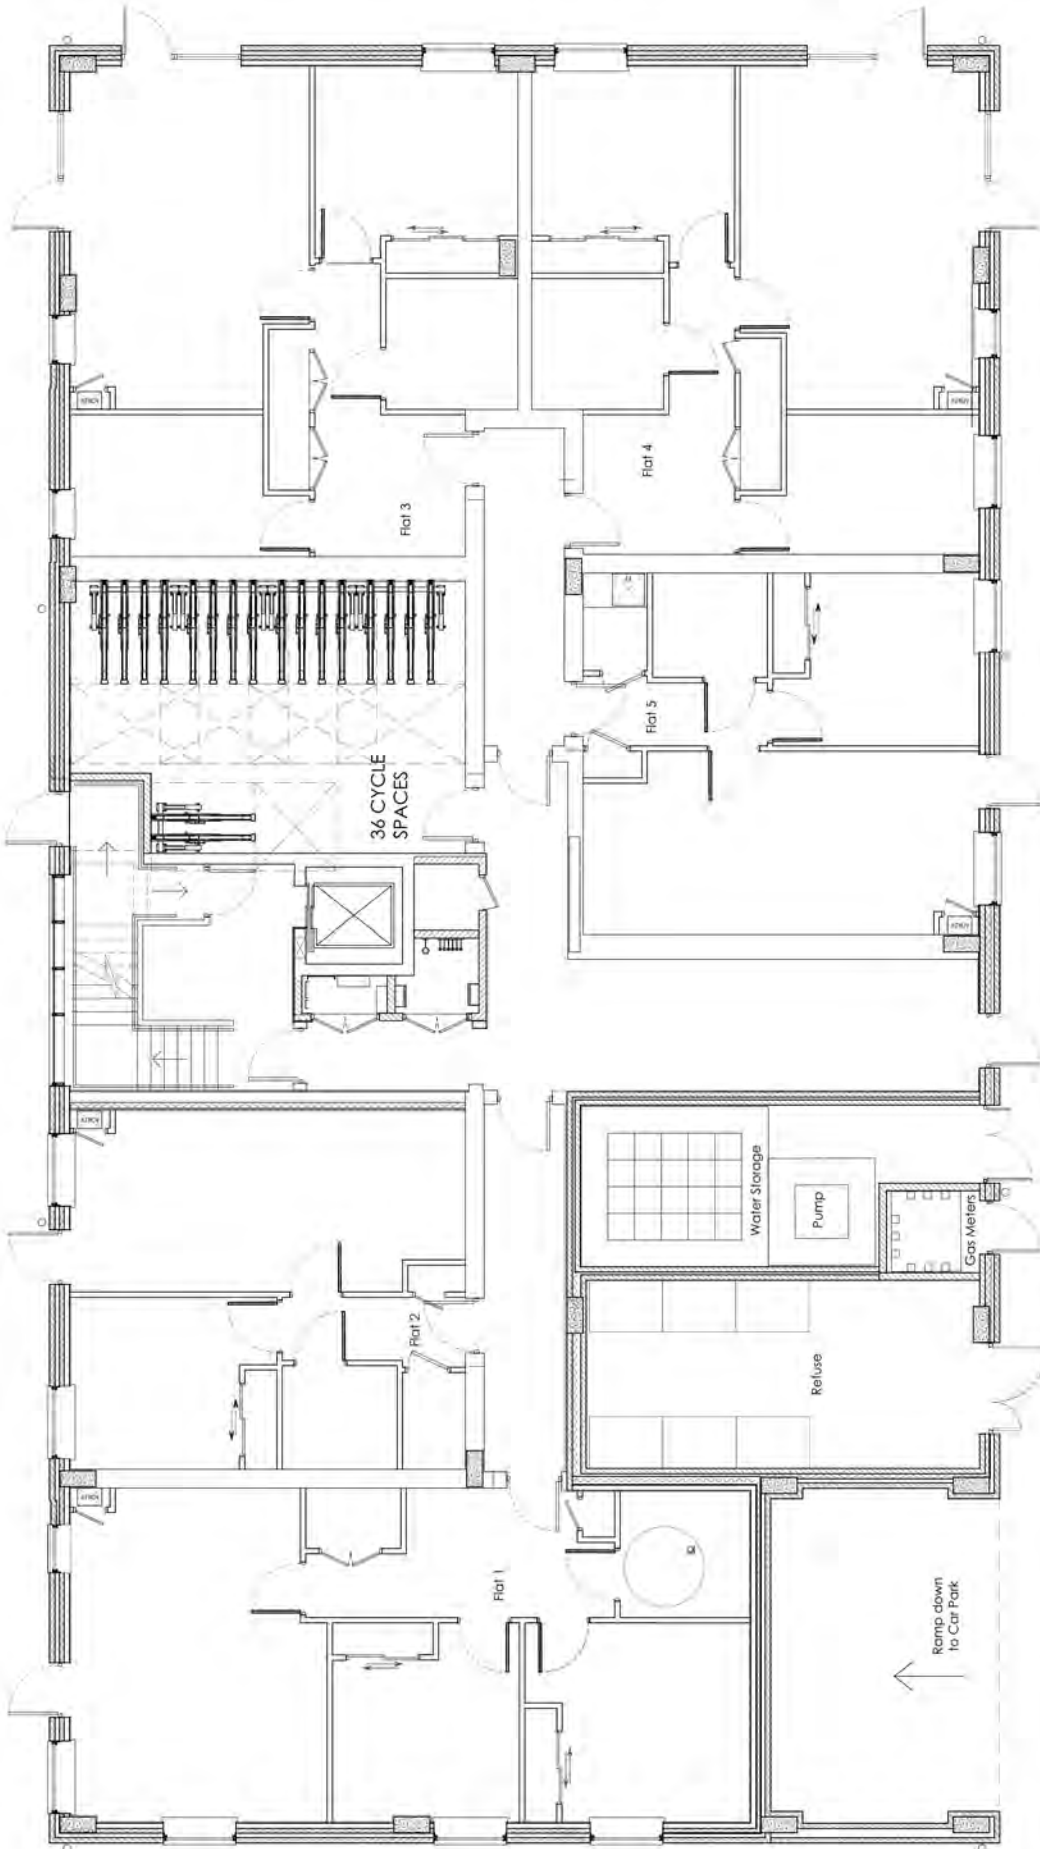 Flat 3
Flat 4
36 CYCLE
SPACES
Flat 5
Flat 2
Water Storage
Pump
Gas Meters
Refuse
Flat 1
Ramp down
to Car Park